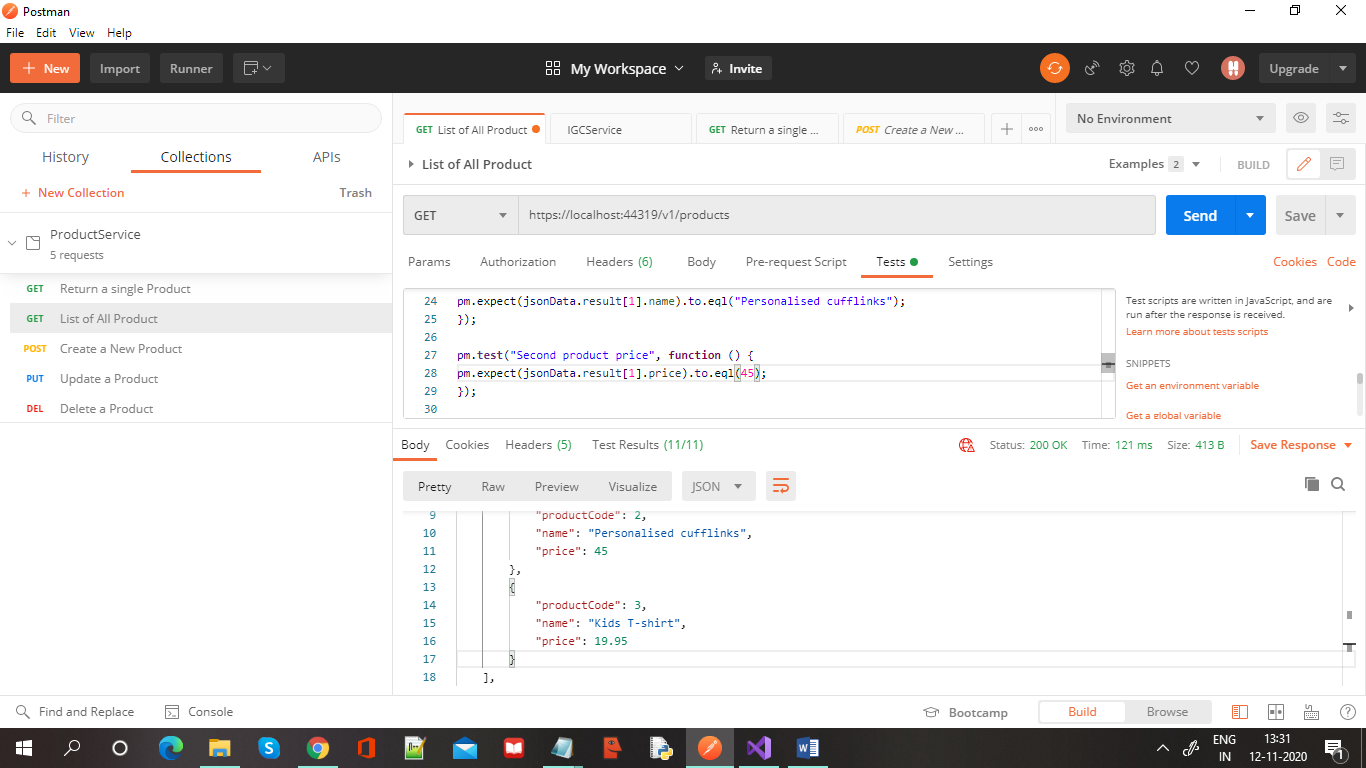 Postman
File Edit View Help
New Import Runner My Workspace Invite Upgrade
Filter
History Collections APIs
New Collection Trash
ProductService
5 requests
GET Return a single Product
GET List of All Product
POST Create a New Product
PUT Update a Product
DEL Delete a Product
GET List of All Product IGCService GET Return a single ... POST Create a New ... No Environment
List of All Product Examples 2 BUILD
GET https://localhost:44319/v1/products Send Save
Params Authorization Headers (6) Body Pre-request Script Tests Settings Cookies Code
24 pm.expect(jsonData.result[1].name).to.eql("Personalised cufflinks");
25 });
26
27 pm.test("Second product price", function () {
28 pm.expect(jsonData.result[1].price).to.eql(45);
29 });
30
Test scripts are written in JavaScript, and are
run after the response is received.
Learn more about tests scripts
SNIPPETS
Get an environment variable
Get a global variable
Body Cookies Headers (5) Test Results (11/11) Status: 200 OK Time: 121 ms Size: 413 B Save Response
Pretty Raw Preview Visualize JSON
9 "productCode": 2,
10 "name": "Personalised cufflinks",
11 "price": 45
12 },
13 {
14 "productCode": 3,
15 "name": "Kids T-shirt",
16 "price": 19.95
17 }
18 ],
Find and Replace Console Bootcamp Build Browse
ENG
IN
13:31
12-11-2020
1